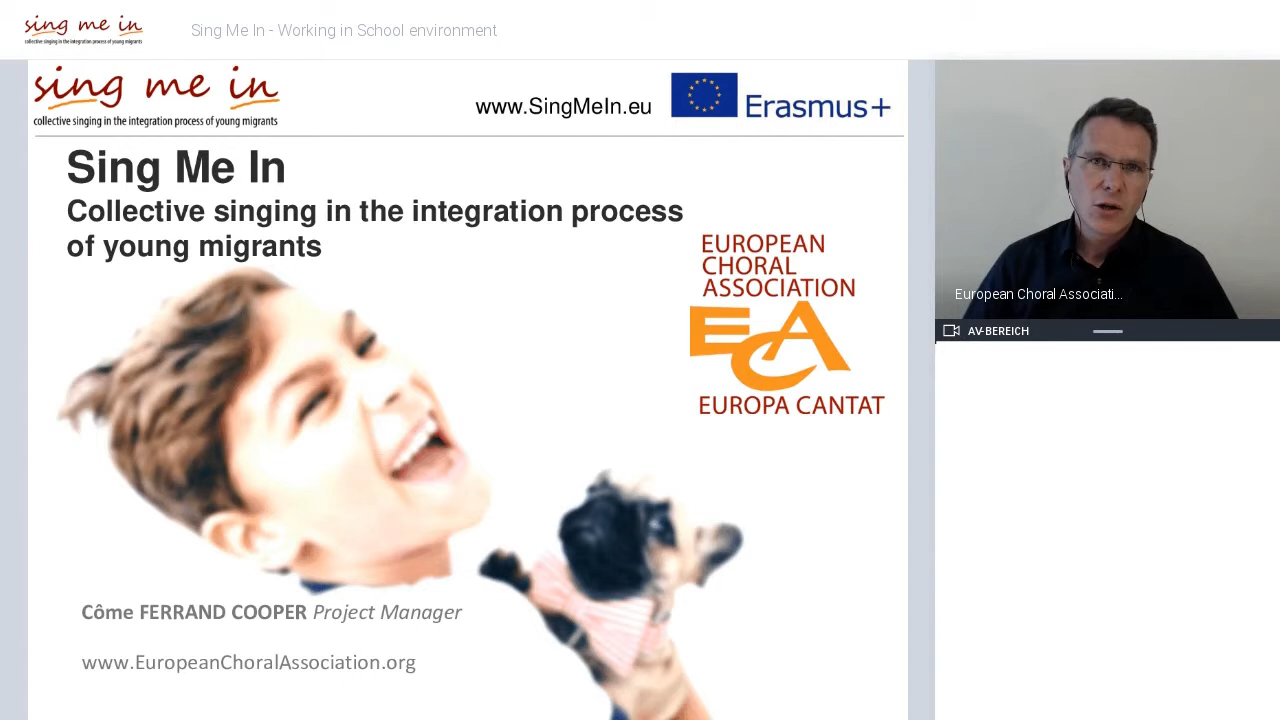 sing me in
collective singing in the integration process of young migrants
Sing Me In - Working in School environment
sing me in
collective singing in the integration process of young migrants
www.SingMeIn.eu
Erasmus+
Sing Me In
Collective singing in the integration process
of young migrants
EUROPEAN
CHORAL
ASSOCIATION
ECA
EUROPA CANTAT
Côme FERRAND COOPER Project Manager
www.EuropeanChoralAssociation.org
European Choral Associati...
AV-BEREICH